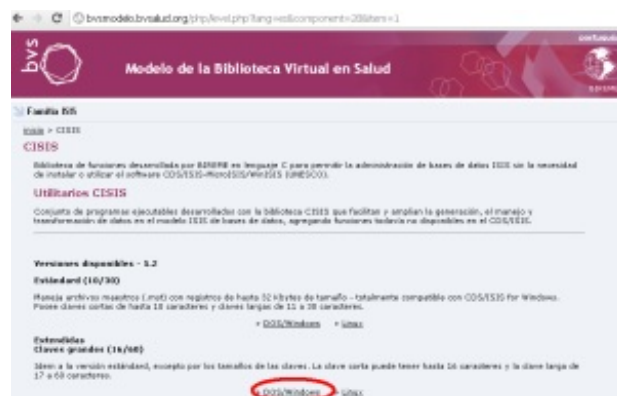 bvsmodelo.bvsalud.org/php/level.php?lang=es&component=28&item=1
bvs
Modelo de la Biblioteca Virtual en Salud
Familia ISIS
Inicio > CISIS
CISIS
Biblioteca de funciones desarrollada por BIREME en lenguaje C para permitir la administración de bases de datos ISIS sin la necesidad
de instalar o utilizar el software CDS/ISIS-MicroISIS/WinISIS (UNESCO).
Utilitarios CISIS
Conjunto de programas ejecutables desarrollados con la biblioteca CISIS que facilitan y amplian la generación, el manejo y
transformación de datos en el modelo ISIS de bases de datos, agregando funciones todavía no disponibles en el CDS/ISIS.
Versiones disponibles - 5.2
Estándard (10/30)
Maneja archivos maestros (.mst) con registros de hasta 32 Kbytes de tamaño - totalmente compatible con CDS/ISIS for Windows.
Posee claves cortas de hasta 10 caracteres y claves largas de 11 a 30 caracteres.
» DOS/Windows » Linux
Extendidas
Claves grandes (16/60)
Idem a la versión estándard, excepto por los tamaños de las claves. La clave corta puede tener hasta 16 caracteres y la clave larga de
17 a 60 caracteres.
» DOS/Windows » Linux